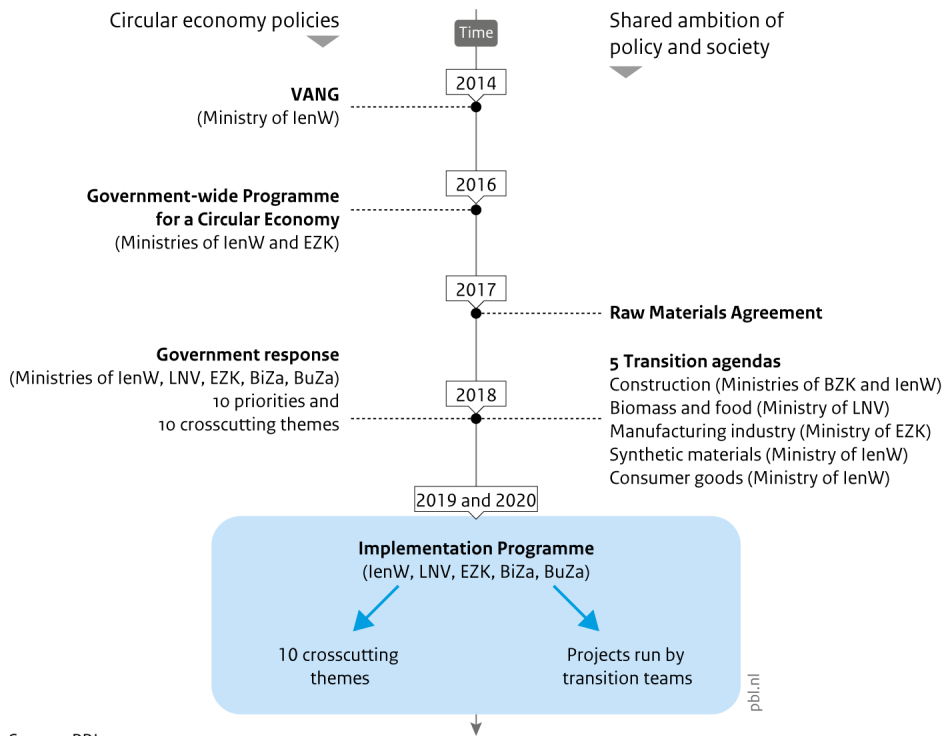 Circular economy policies
Time
Shared ambition of
policy and society
2014
VANG
(Ministry of IenW)
2016
Government-wide Programme
for a Circular Economy
(Ministries of IenW and EZK)
2017
Raw Materials Agreement
Government response
(Ministries of IenW, LNV, EZK, BiZa, BuZa)
10 priorities and
10 crosscutting themes
2018
5 Transition agendas
Construction (Ministries of BZK and IenW)
Biomass and food (Ministry of LNV)
Manufacturing industry (Ministry of EZK)
Synthetic materials (Ministry of IenW)
Consumer goods (Ministry of IenW)
2019 and 2020
Implementation Programme
(IenW, LNV, EZK, BiZa, BuZa)
10 crosscutting
themes
Projects run by
transition teams
pbl.nl